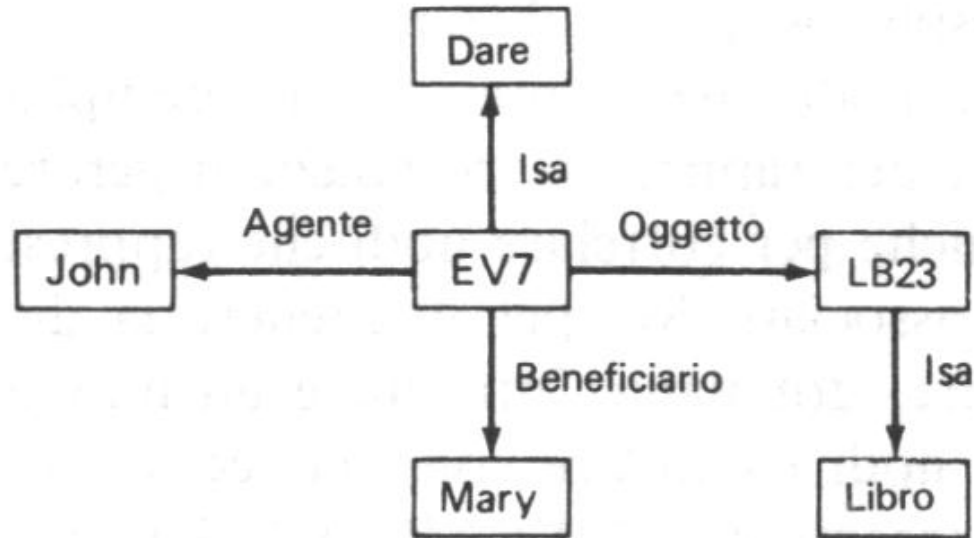 Dare
Isa
Agente
Oggetto
John
EV7
LB23
Beneficiario
Isa
Mary
Libro